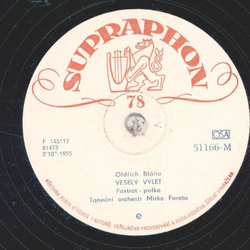 SUPRAPHON
78
F 145117
81473
2'10"-1955
OSA
51166-M
Oldřich Bláha
VESELÝ VÝLET
Foxtrot - polka
Taneční orchestr Mirko Foreta
e